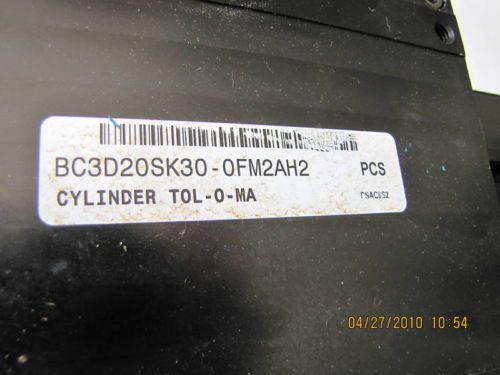 BC3D20SK30-0FM2AH2 PCS
CYLINDER TOL-O-MA
04/27/2010 10:54